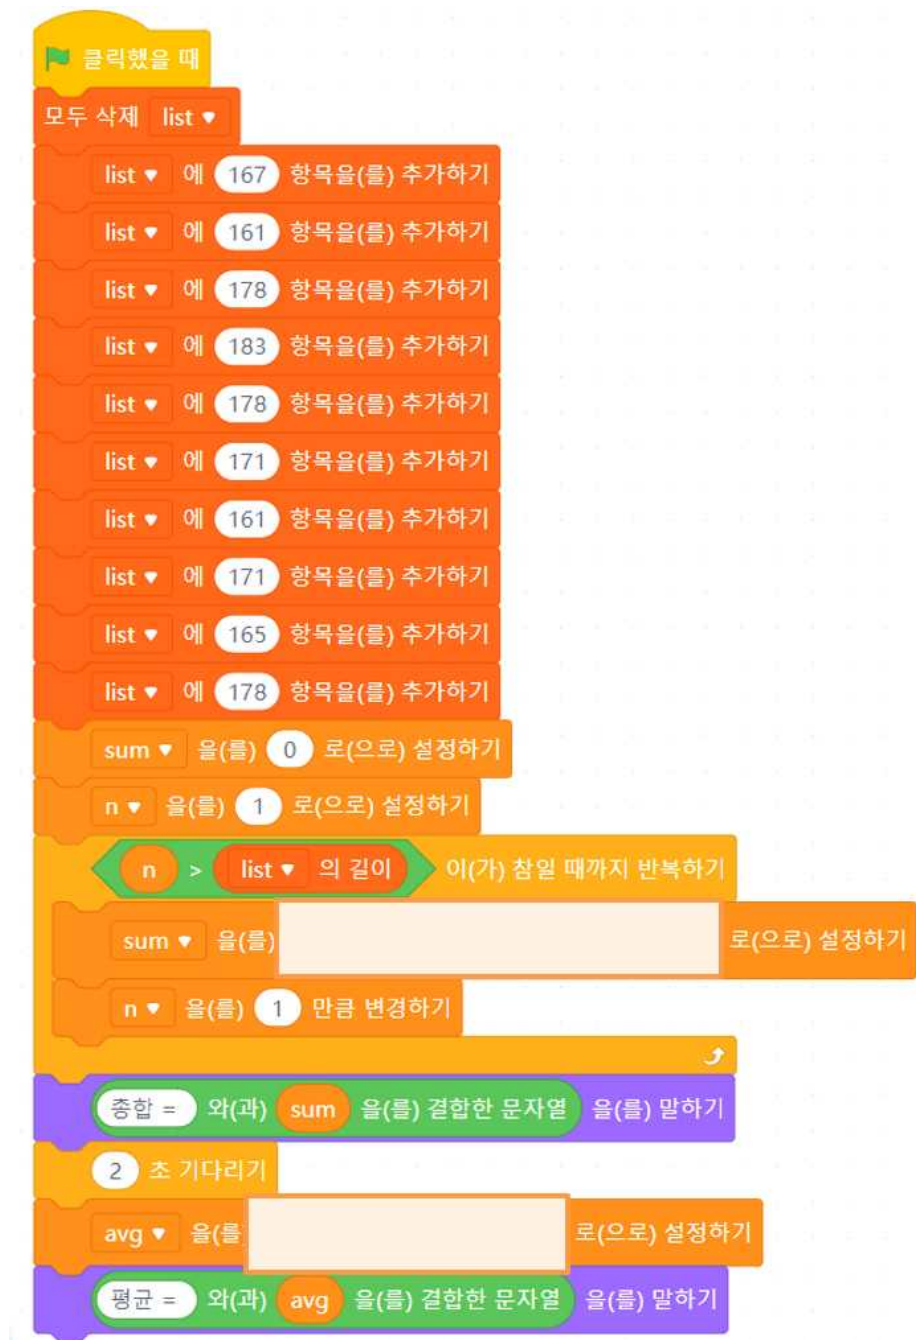 클릭했을 때
모두 삭제 list
list 에 167 항목을(를) 추가하기
list 에 161 항목을(를) 추가하기
list 에 178 항목을(를) 추가하기
list 에 183 항목을(를) 추가하기
list 에 178 항목을(를) 추가하기
list 에 171 항목을(를) 추가하기
list 에 161 항목을(를) 추가하기
list 에 171 항목을(를) 추가하기
list 에 165 항목을(를) 추가하기
list 에 178 항목을(를) 추가하기
sum 을(를) 0 로(으로) 설정하기
n 을(를) 1 로(으로) 설정하기
n > list 의 길이 이(가) 참일 때까지 반복하기
sum 을(를) 로(으로) 설정하기
n 을(를) 1 만큼 변경하기
종합 = 와(과) sum 을(를) 결합한 문자열 을(를) 말하기
2 초 기다리기
avg 을(를 로(으로) 설정하기
평균 = 와(과) avg 을(를) 결합한 문자열 을(를) 말하기